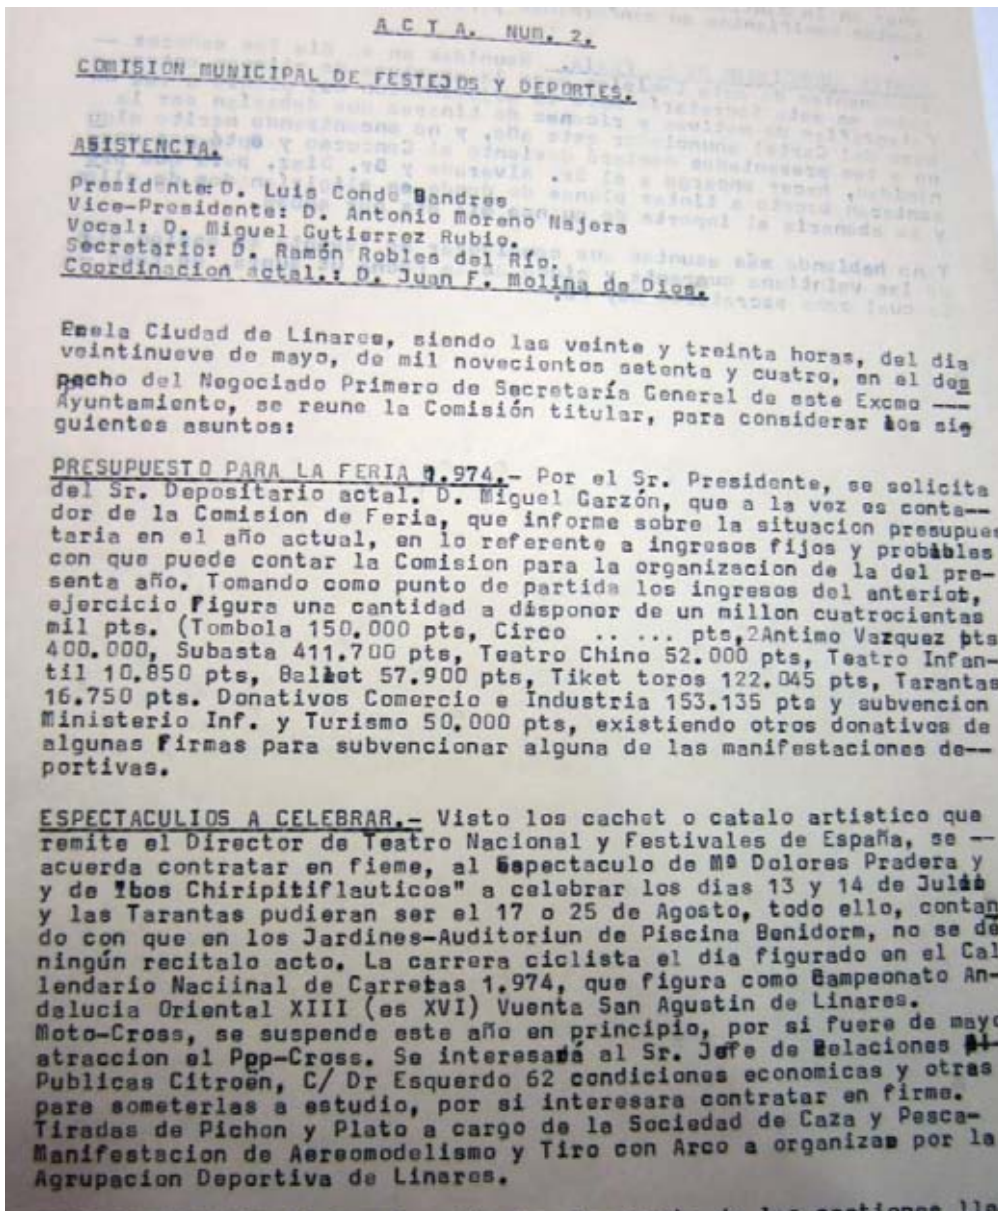 A C T A. NUM. 2.
COMISION MUNICIPAL DE FESTEJOS Y DEPORTES.
ASISTENCIA.
Presidente: D. Luis Conde Bandres
Vice-Presidente: D. Antonio Moreno Najera
Vocal: D. Miguel Gutierrez Rubio.
Secretario: D. Ramón Robles del Río.
Coordinacion actal.: D. Juan F. Molina de Dios.
Enela Ciudad de Linares, siendo las veinte y treinta horas, del dia
veintinueve de mayo, de mil noveciontos setenta y cuatro, en el des
pacho del Negociado Primero de Secretaría General de este Excmo ---
Ayuntamiento, se reune la Comisión titular, para considerar los sig
guientes asuntos:
PRESUPUESTO PARA LA FERIA 1.974.- Por el Sr. Presidente, se solicita
del Sr. Depositario actal. D. Miguel Garzón, que a la vez es conta--
dor de la Comision de Feria, que informe sobre la situacion presupues
taria en el año actual, en lo referente a ingresos fijos y probables
con que puede contar la Comision para la organizacion de la del pre-
senta año. Tomando como punto de partida los ingresos del anteriot,
ejercicio Figura una cantidad a disponer de un millon cuatrocientas
mil pts. (Tombola 150.000 pts, Circo .. ... pts,2Antimo Vazquez pts
400.000, Subasta 411.700 pts, Teatro Chino 52.000 pts, Teatro Infan-
til 10.850 pts, Ballet 57.900 pts, Tiket toros 122.045 pts, Tarantas
16.750 pts. Donativos Comercio e Industria 153.135 pts y subvencion
Ministerio Inf. y Turismo 50.000 pts, existiendo otros donativos de
algunas Firmas para subvencionar alguna de las manifestaciones de--
portivas.
ESPECTACULIOS A CELEBRAR.- Visto los cachet o catalo artistico que
remite el Director de Teatro Nacional y Festivales de España, se --
acuerda contratar en fieme, al Espectaculo de Mª Dolores Pradera y
y de "Los Chiripitiflauticos" a celebrar los dias 13 y 14 de Julio
y las Tarantas pudieran ser el 17 o 25 de Agosto, todo ello, contan
do con que en los Jardines-Auditoriun de Piscina Benidorm, no se de
ningún recitalo acto. La carrera ciclista el dia figurado en el Cal
lendario Naciinal de Carretas 1.974, que figura como Campeonato An-
dalucia Oriental XIII (es XVI) Vuenta San Agustin de Linares.
Moto-Cross, se suspende este año en principio, por si fuere de mayo
atraccion el Pop-Cross. Se interesará al Sr. Jefe de Relaciones
Publicas Citroën, C/ Dr Esquerdo 62 condiciones economicas y otras
para someterlas a estudio, por si interesara contratar en firme.
Tiradas de Pichon y Plato a cargo de la Sociedad de Caza y Pesca-
Manifestacion de Aereomodelismo y Tiro con Arco a organizar por la
Agrupacion Deportiva de Linares.